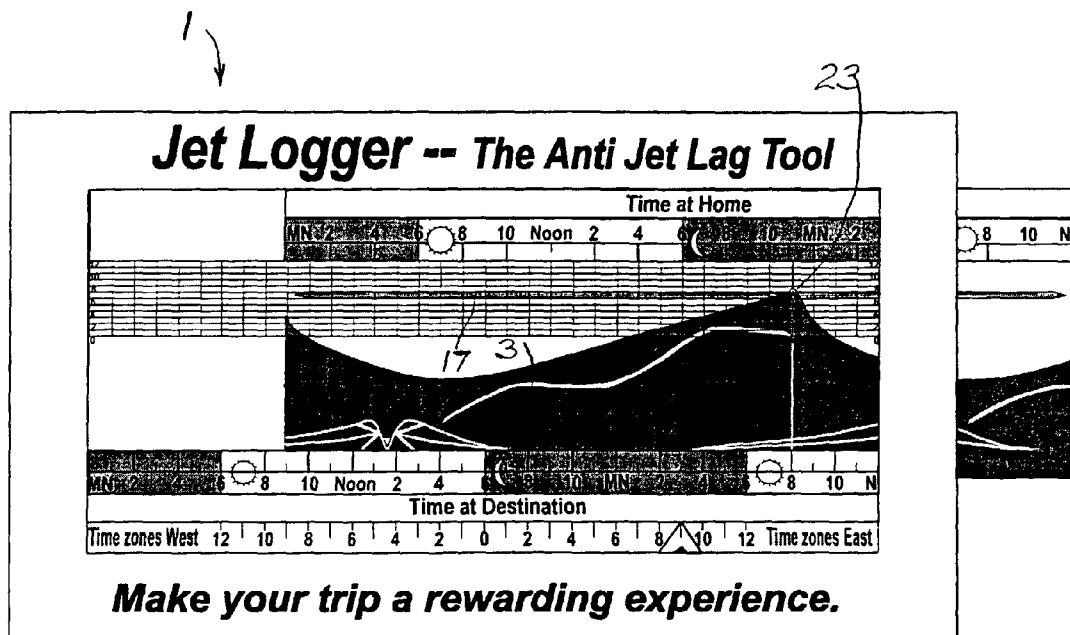 1
23
Jet Logger -- The Anti Jet Lag Tool
Time at Home
MN 2 4 6 8 10 Noon 2 4 6 8 10 MN 2 8 10 N
17 3
MN 2 4 6 8 10 Noon 2 4 6 8 10 MN 2 4 6 8 10 N
Time at Destination
Time zones West 12 10 8 6 4 2 0 2 4 6 8 10 12 Time zones East
Make your trip a rewarding experience.